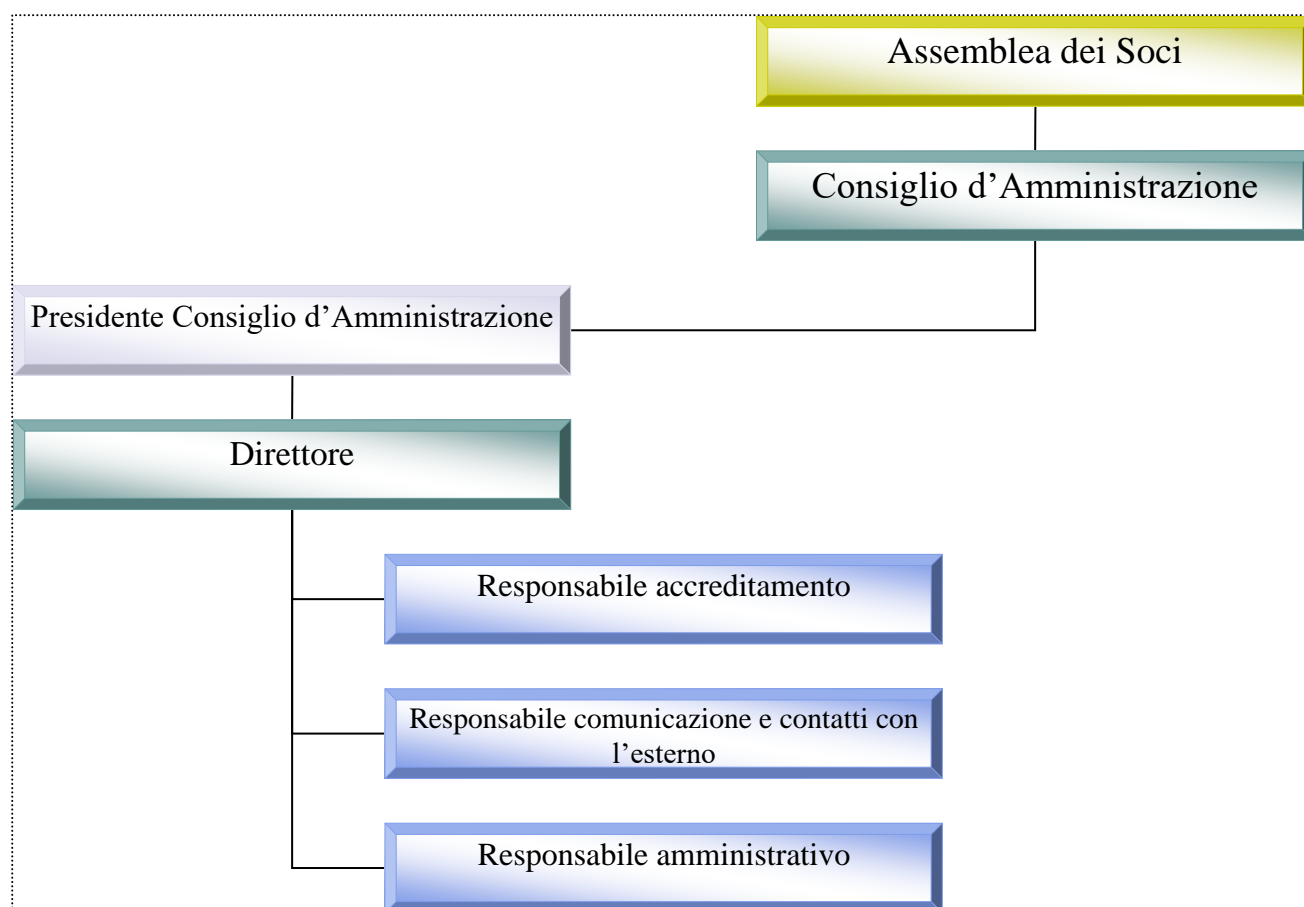 Assemblea dei Soci
Consiglio d’Amministrazione
Presidente Consiglio d’Amministrazione
Direttore
Responsabile accreditamento
Responsabile comunicazione e contatti con
l’esterno
Responsabile amministrativo